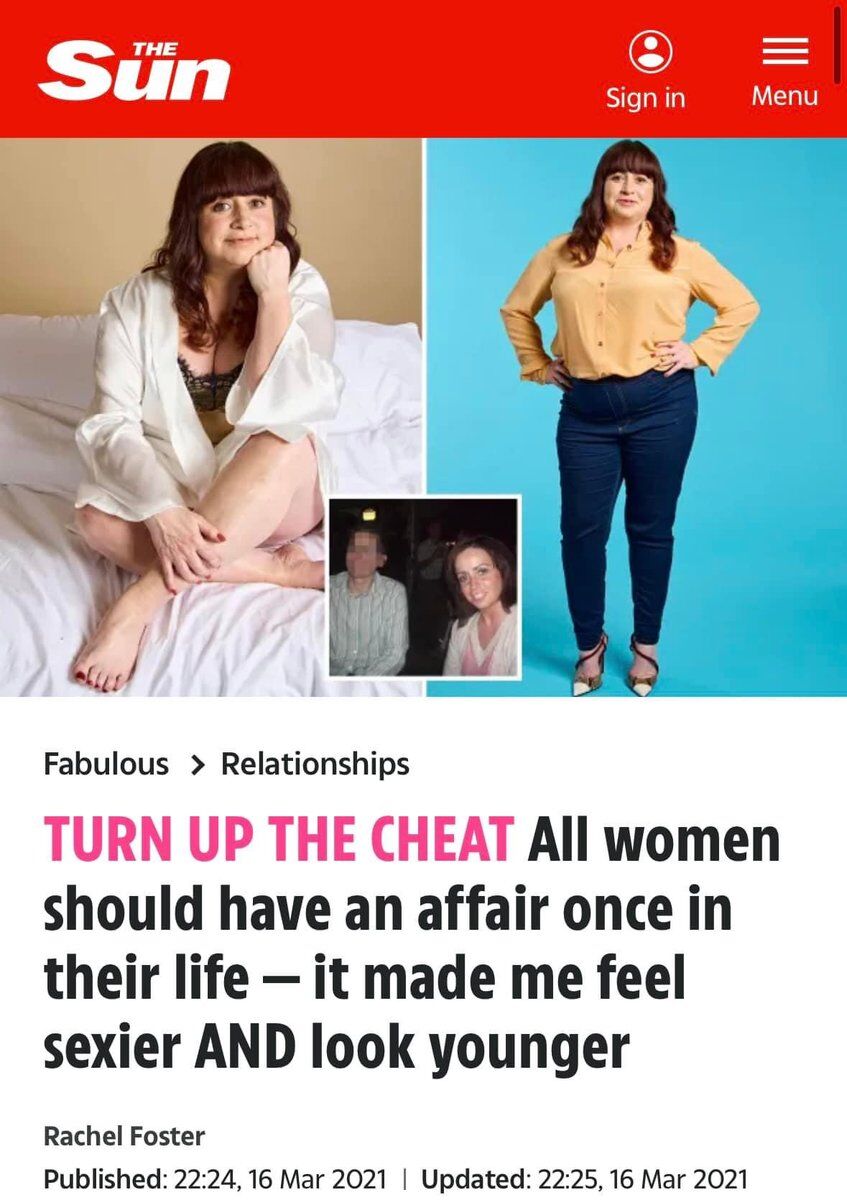 THE
Sun
Sign in
Menu
Fabulous > Relationships
TURN UP THE CHEAT All women
should have an affair once in
their life — it made me feel
sexier AND look younger
Rachel Foster
Published: 22:24, 16 Mar 2021 | Updated: 22:25, 16 Mar 2021